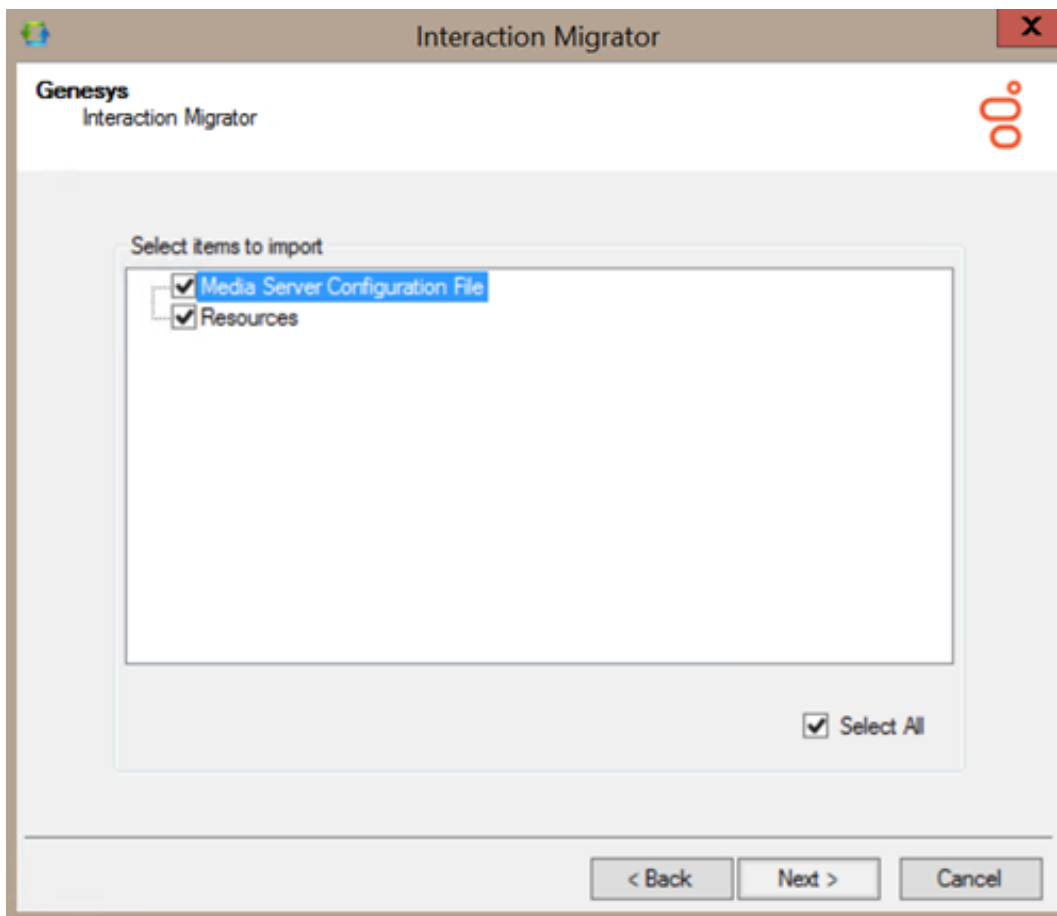 Interaction Migrator
X
Genesys
Interaction Migrator
Select items to import
Media Server Configuration File
Resources
Select All
< Back Next > Cancel